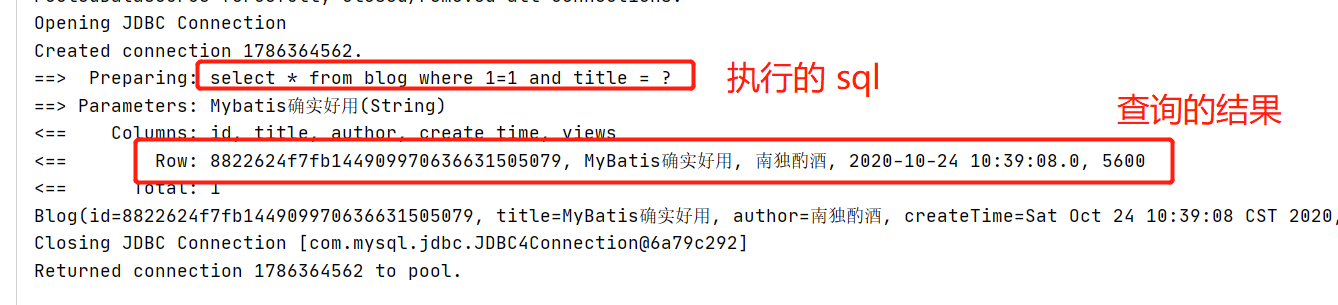 Opening JDBC Connection
Created connection 1786364562.
==>  Preparing: select * from blog where 1=1 and title = ?
执行的 sql
==> Parameters: Mybatis确实好用(String)
查询的结果
<==    Columns: id, title, author, create_time, views
<==        Row: 8822624f7fb144909970636631505079, MyBatis确实好用, 南独酌酒, 2020-10-24 10:39:08.0, 5600
<==      Total: 1
Blog(id=8822624f7fb144909970636631505079, title=MyBatis确实好用, author=南独酌酒, createTime=Sat Oct 24 10:39:08 CST 2020,
Closing JDBC Connection [com.mysql.jdbc.JDBC4Connection@6a79c292]
Returned connection 1786364562 to pool.